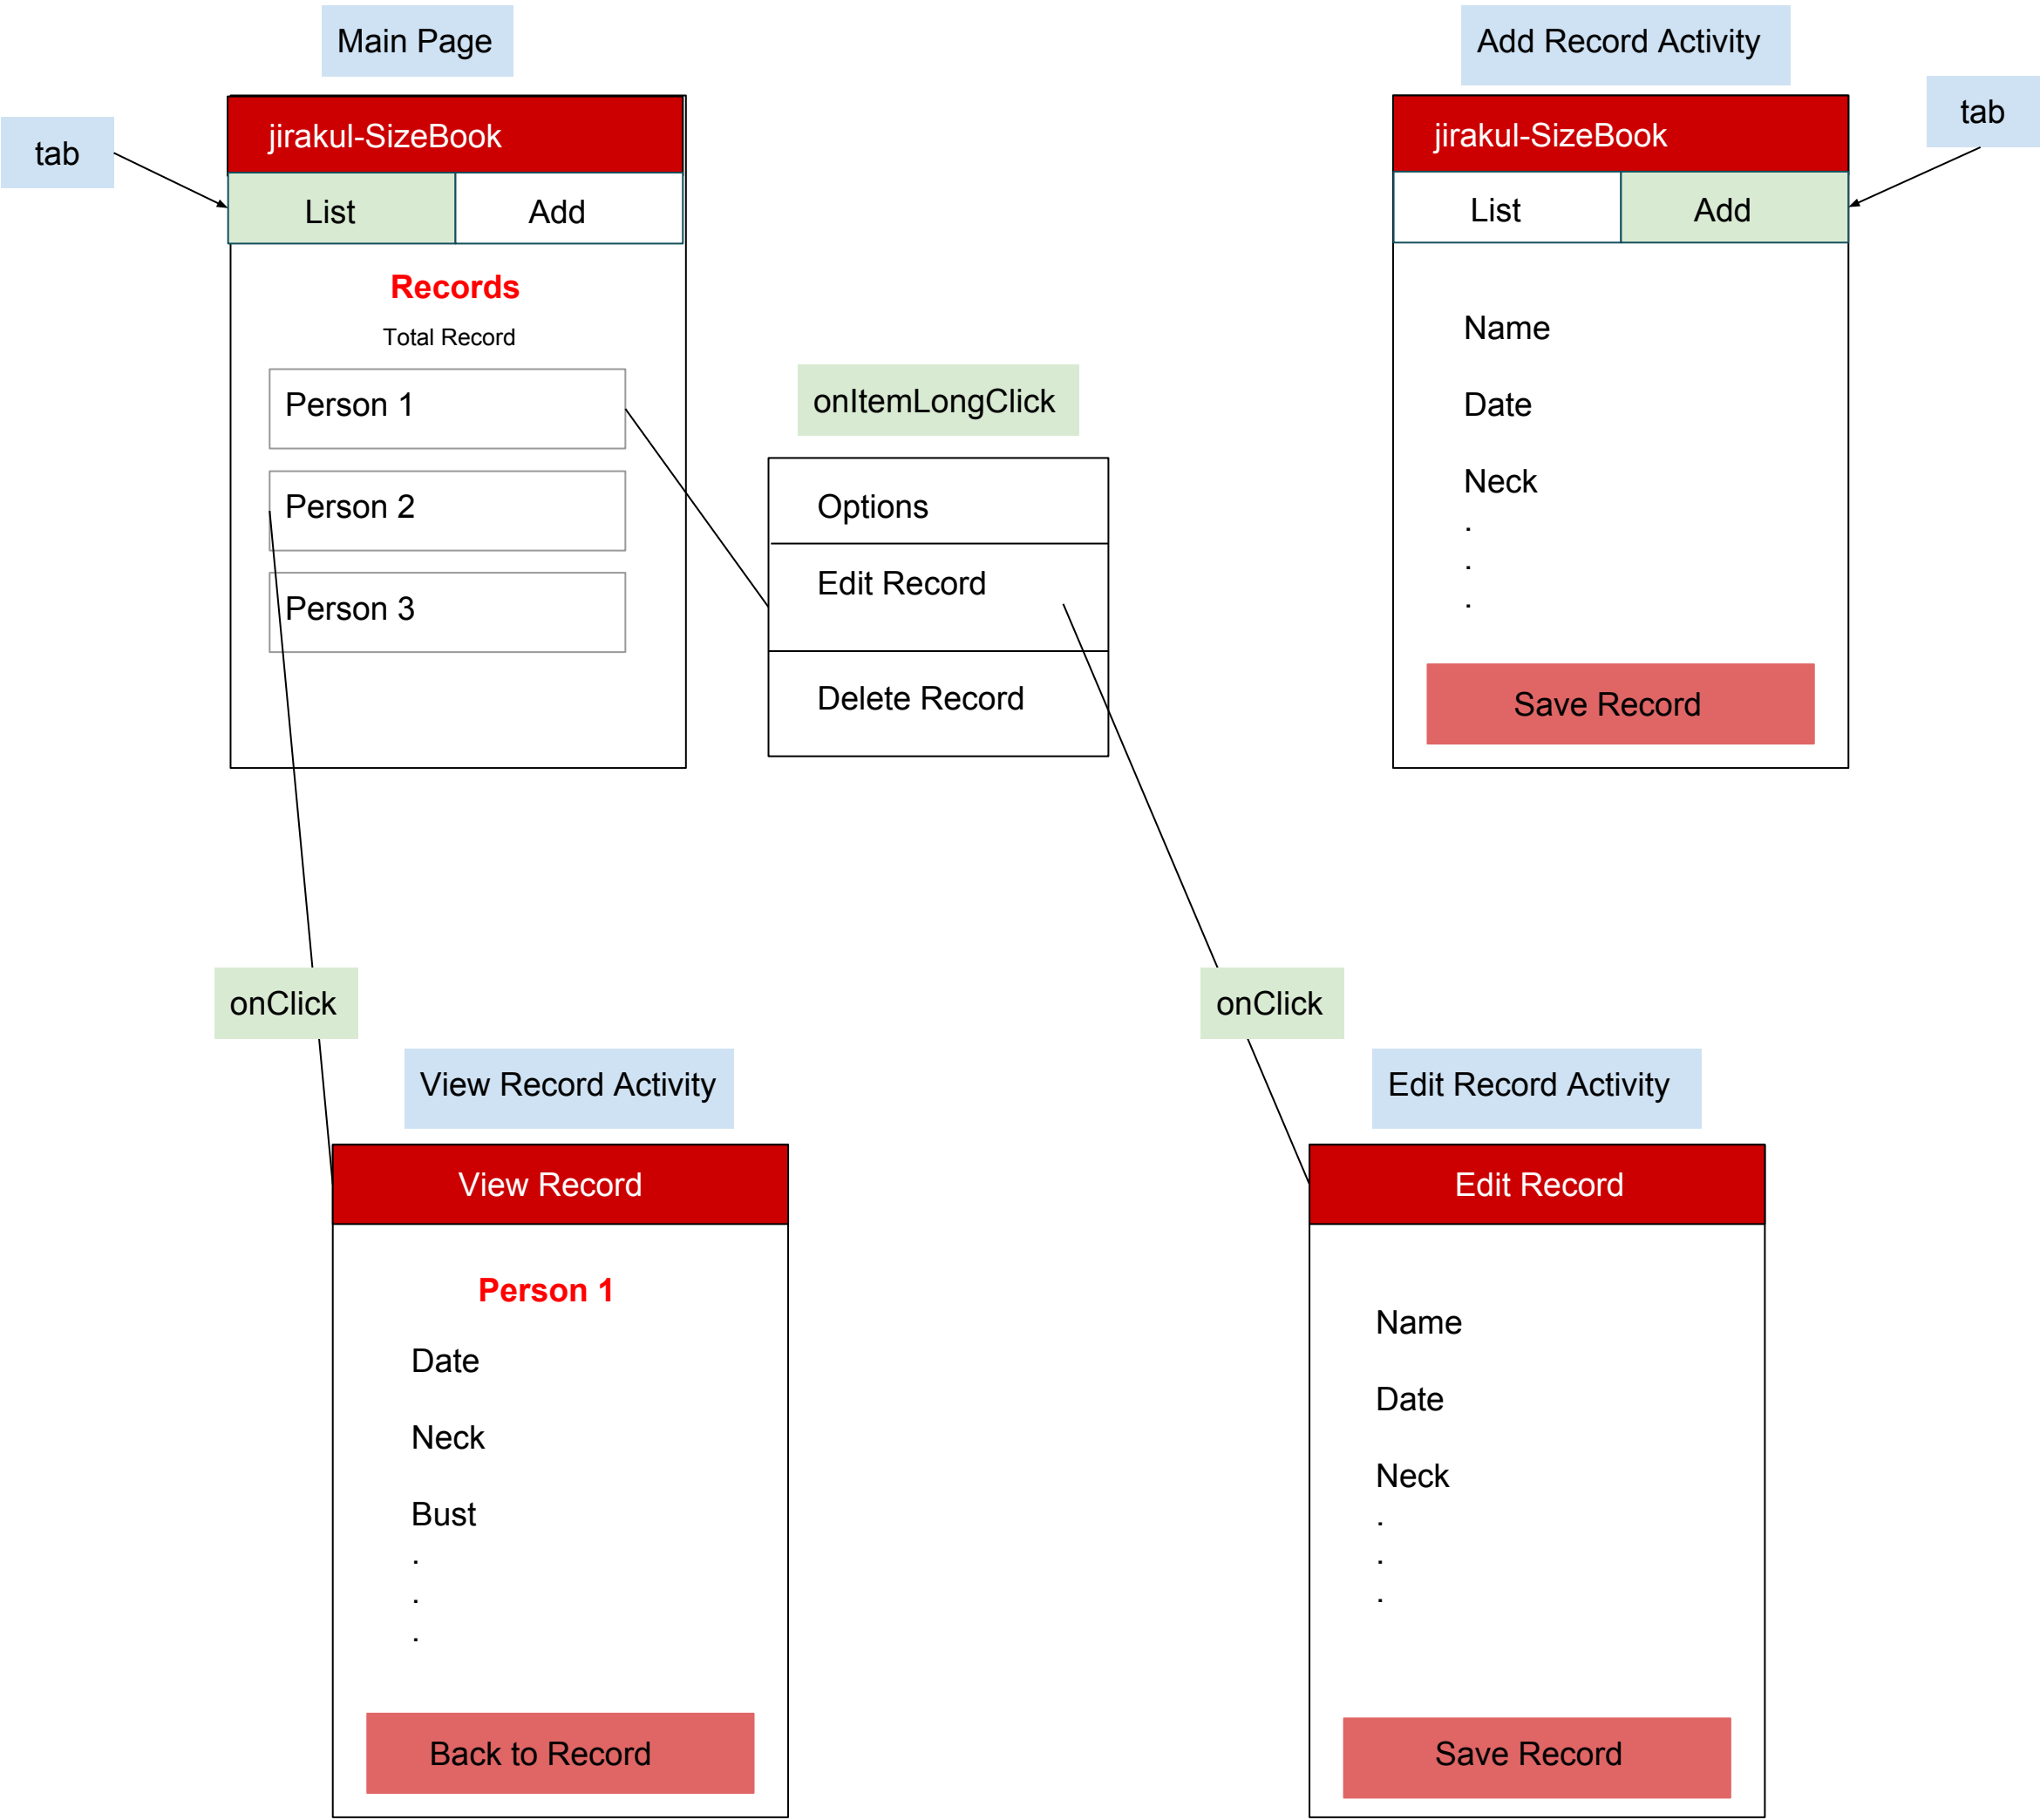 Main Page
tab
jirakul-SizeBook
List Add
Records
Total Record
Person 1
Person 2
Person 3
onItemLongClick
Options
Edit Record
Delete Record
Add Record Activity
tab
jirakul-SizeBook
List Add
Name
Date
Neck
.
.
.
Save Record
onClick
View Record Activity
View Record
Person 1
Date
Neck
Bust
.
.
.
Back to Record
onClick
Edit Record Activity
Edit Record
Name
Date
Neck
.
.
.
Save Record